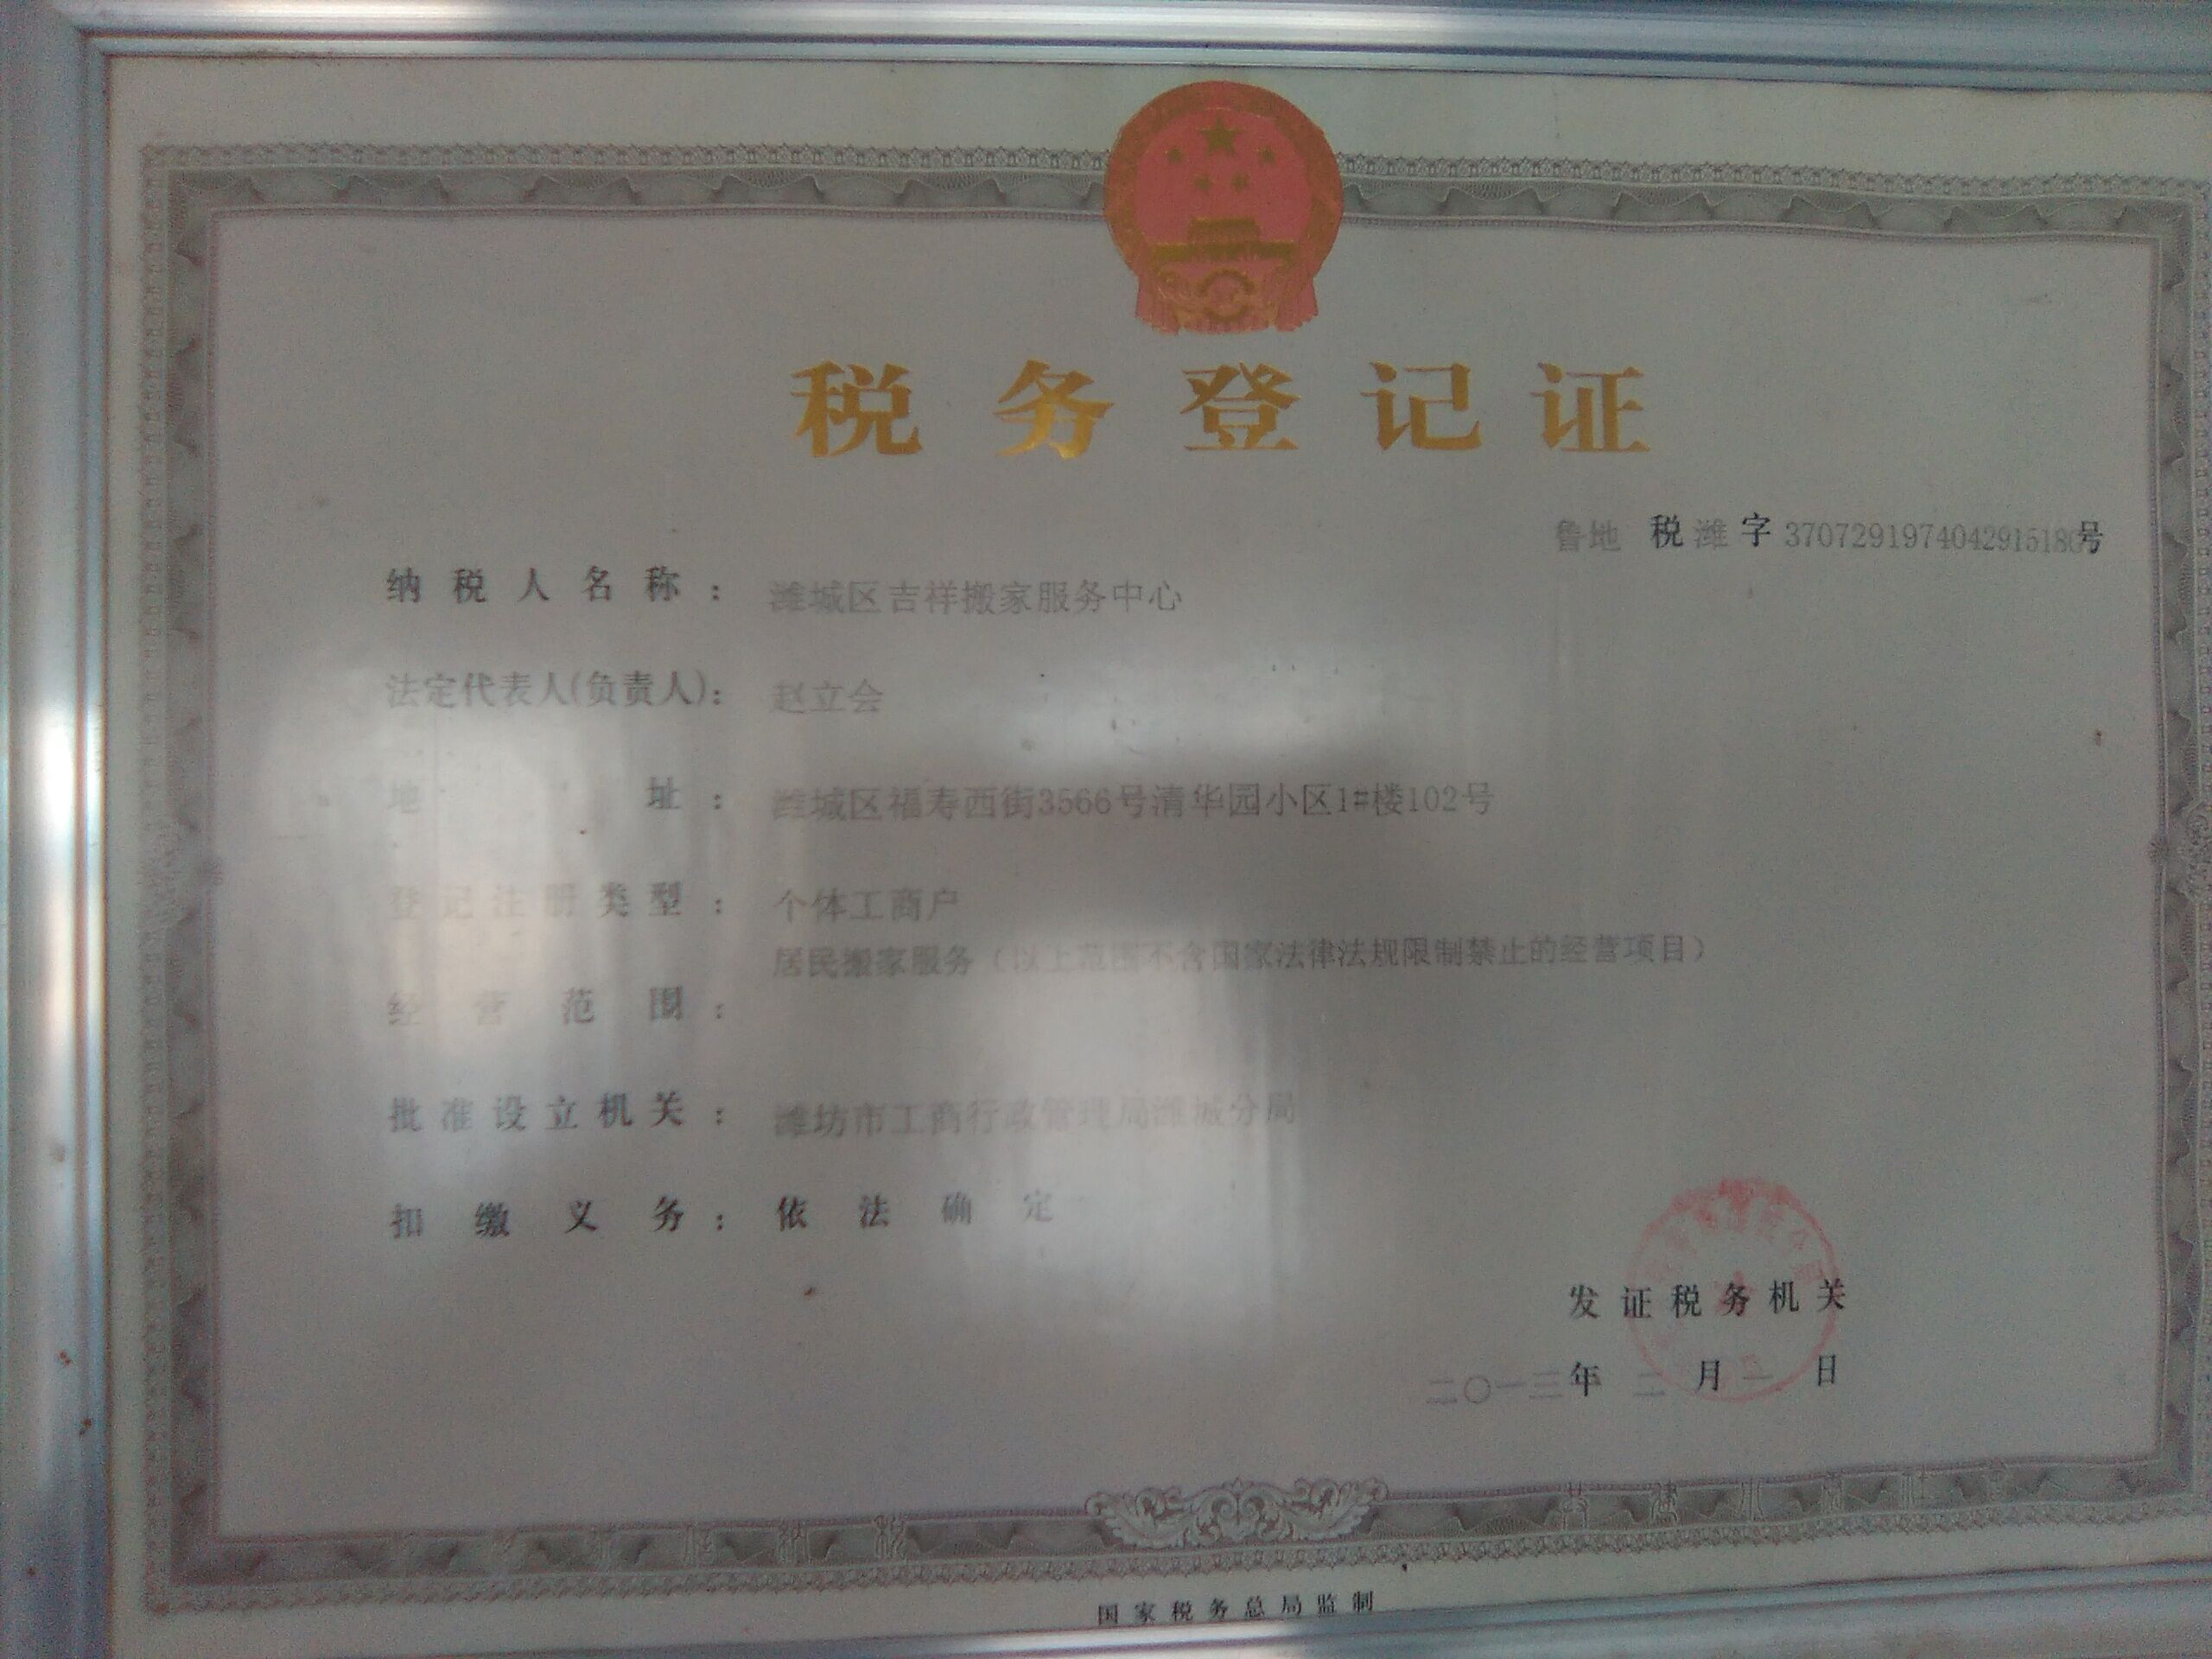 税务登记证
鲁地 税 潍 字 37072919740429151号
纳税人名称： 潍城区吉祥搬家服务中心
法定代表人(负责人)： 赵立会
地址： 潍城区福寿西街3566号清华园小区1#楼102号
登记注册类型： 个体工商户
居民搬家服务（以上范围不含国家法律法规限制禁止的经营项目）
经营范围：
批准设立机关： 潍坊市工商行政管理局潍城分局
扣缴义务： 依法确定
发证税务机关
二〇一三年 二 月 一 日
国家税务总局监制